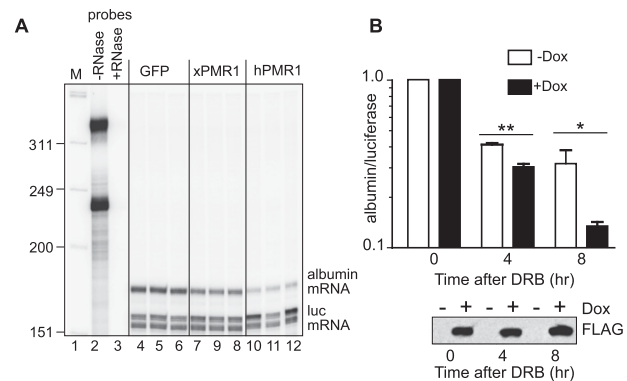 A
probes
-RNase
+RNase
M
GFP
xPMR1
hPMR1
311
249
200
151
albumin
mRNA
luc
mRNA
1 2 3 4 5 6 7 9 8 10 11 12
B
-Dox
+Dox
albumin/luciferase
1.0
0.1
**
*
0 4 8
Time after DRB (hr)
- + - + - + Dox
FLAG
0 4 8
Time after DRB (hr)